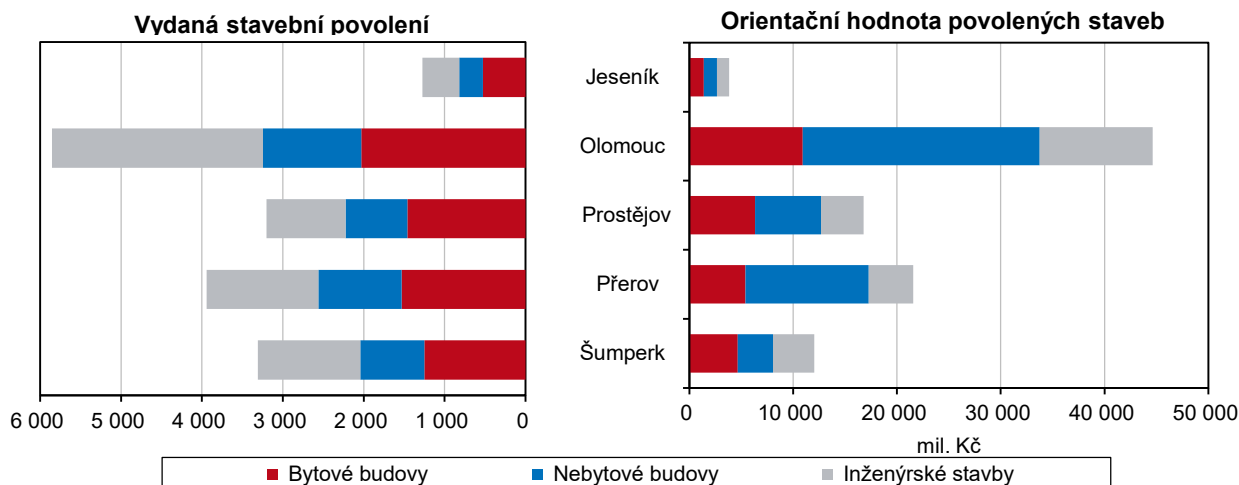 Vydaná stavební povolení
Orientační hodnota povolených staveb
Jeseník
Olomouc
Prostějov
Přerov
Šumperk
6 000 5 000 4 000 3 000 2 000 1 000 0
0 10 000 20 000 30 000 40 000 50 000
mil. Kč
Bytové budovy Nebytové budovy Inženýrské stavby